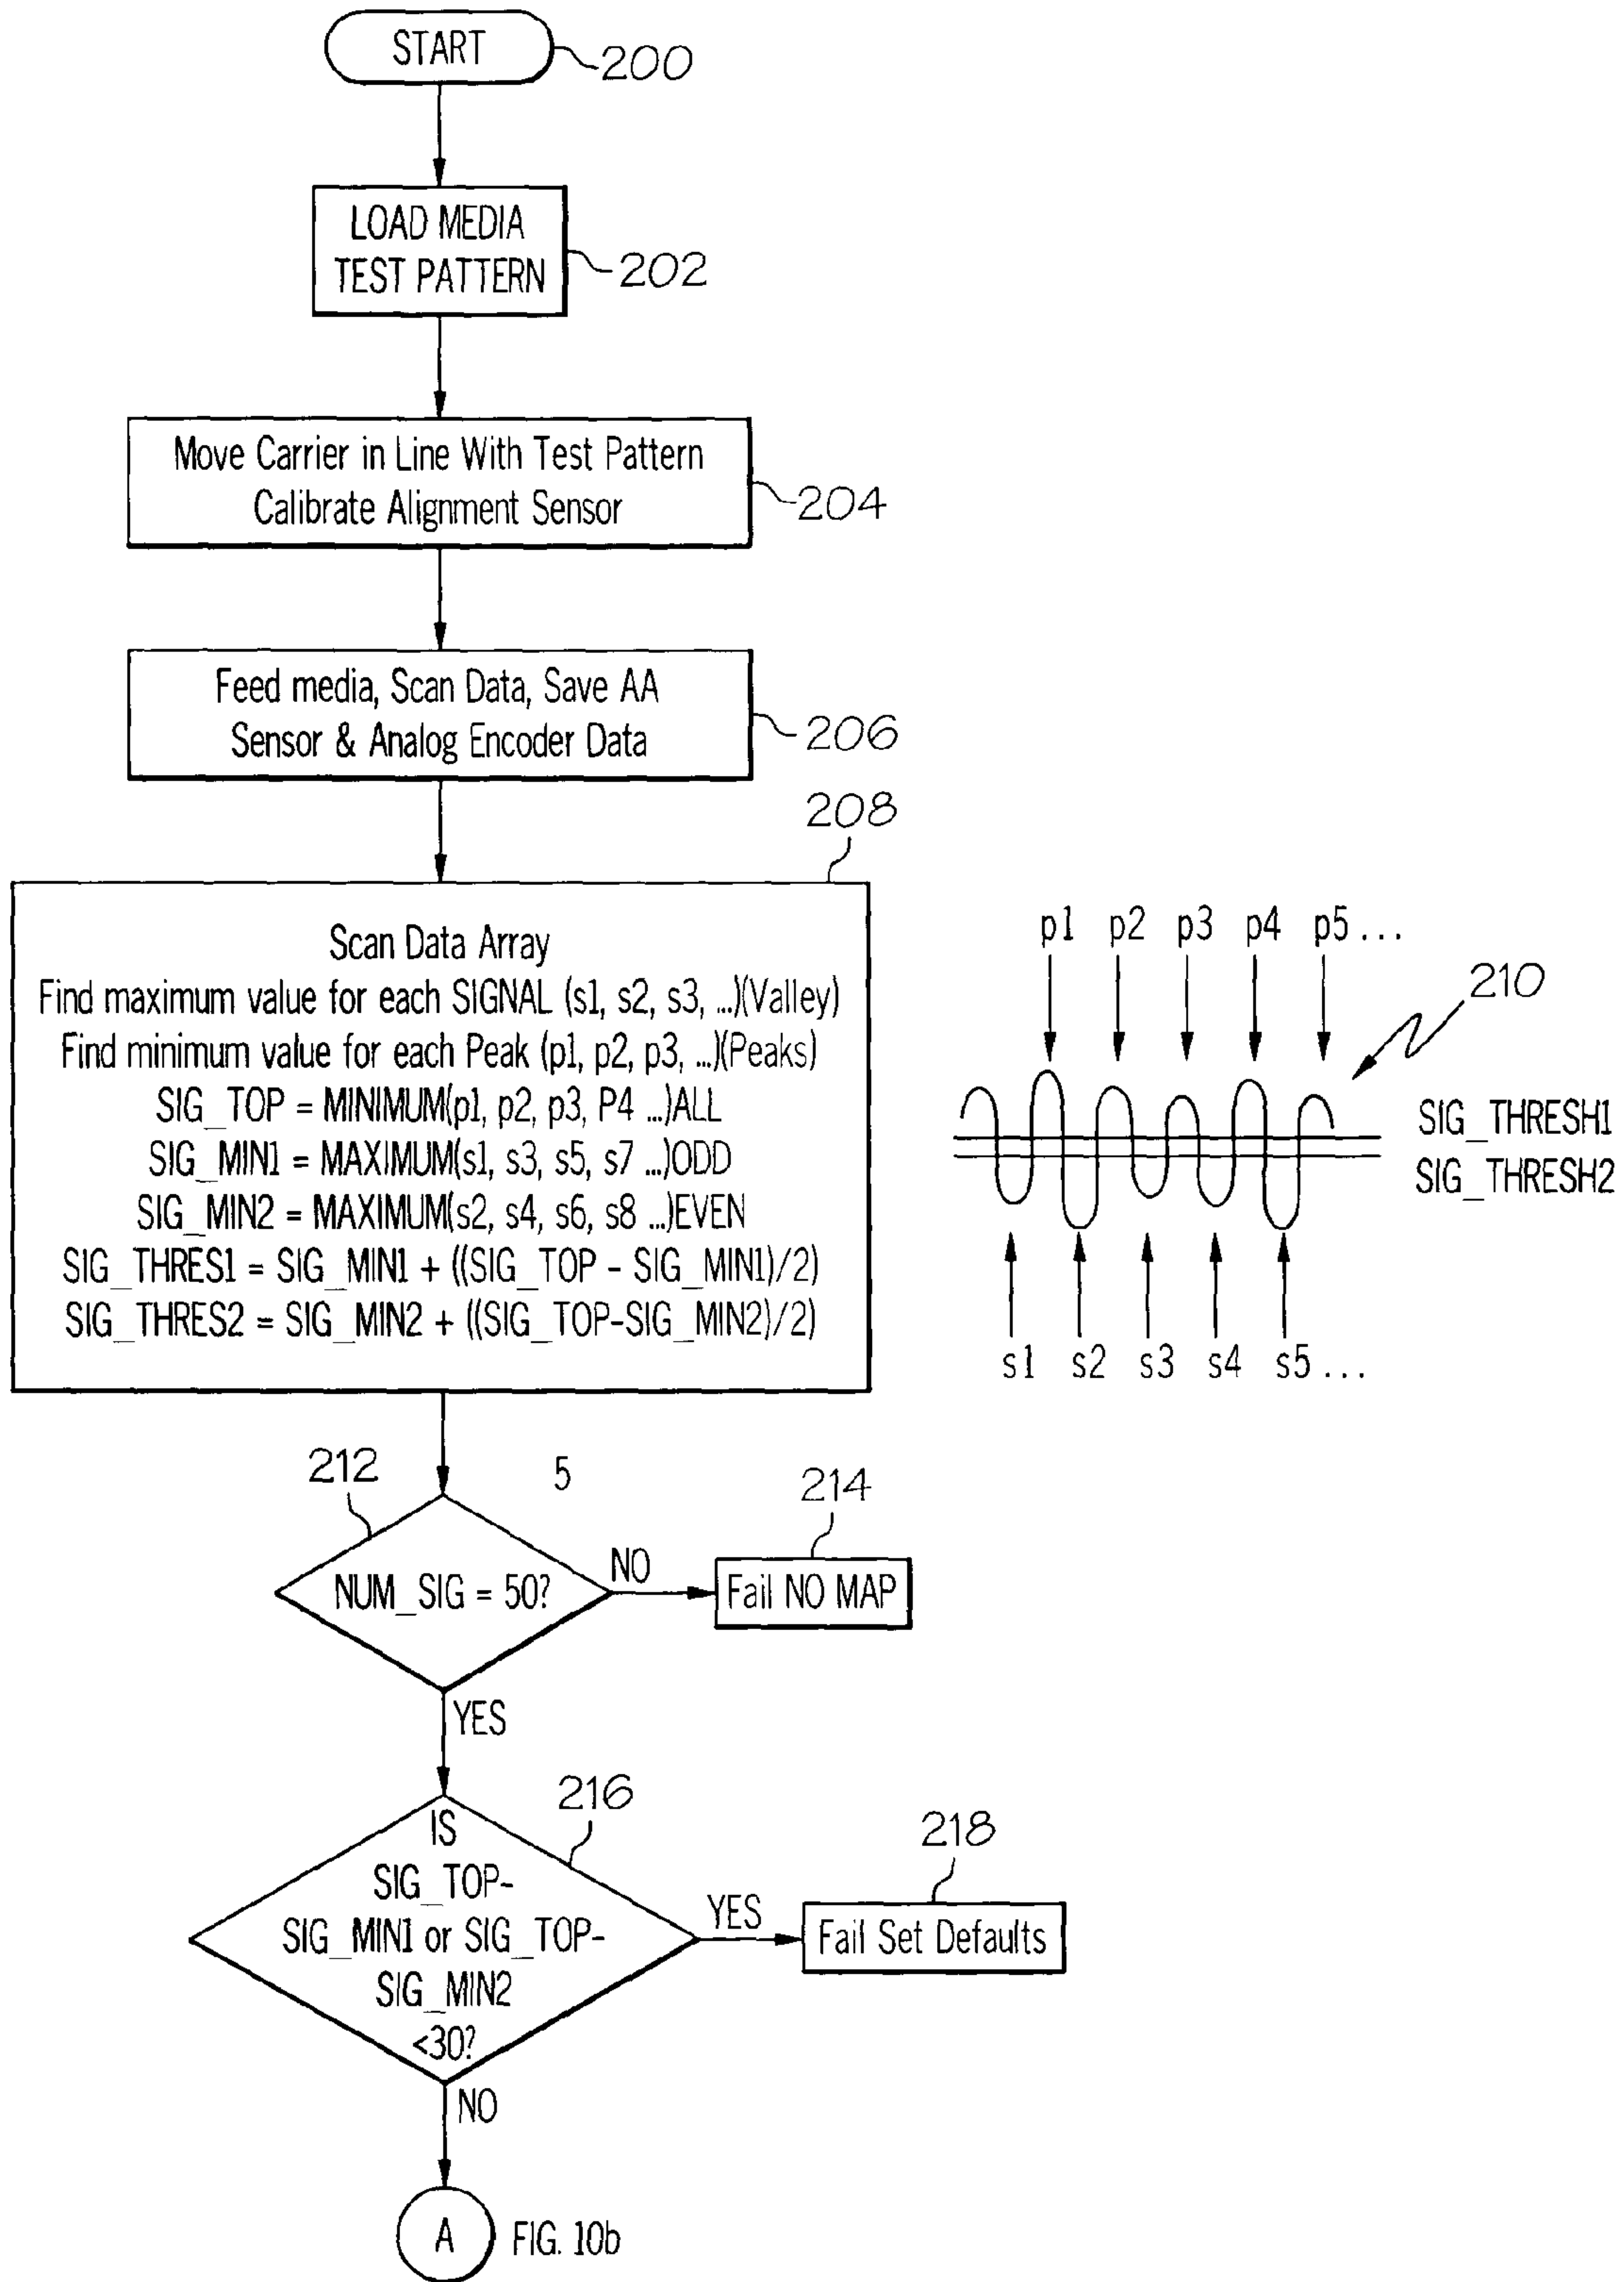 START
200
LOAD MEDIA
TEST PATTERN
202
Move Carrier in Line With Test Pattern
Calibrate Alignment Sensor
204
Feed media, Scan Data, Save AA
Sensor & Analog Encoder Data
206
208
Scan Data Array
Find maximum value for each SIGNAL (s1, s2, s3, ...)(Valley)
Find minimum value for each Peak (p1, p2, p3, ...)(Peaks)
SIG_TOP = MINIMUM(p1, p2, p3, P4 ...)ALL
SIG_MIN1 = MAXIMUM(s1, s3, s5, s7 ...)ODD
SIG_MIN2 = MAXIMUM(s2, s4, s6, s8 ...)EVEN
SIG_THRES1 = SIG_MIN1 + ((SIG_TOP - SIG_MIN1)/2)
SIG_THRES2 = SIG_MIN2 + ((SIG_TOP-SIG_MIN2)/2)
p1 p2 p3 p4 p5 ...
210
SIG_THRESH1
SIG_THRESH2
s1 s2 s3 s4 s5 ...
212
5
NUM_SIG = 50?
NO
214
Fail NO MAP
YES
216
IS
SIG_TOP-
SIG_MIN1 or SIG_TOP-
SIG_MIN2
<30?
YES
218
Fail Set Defaults
NO
A
FIG. 10b